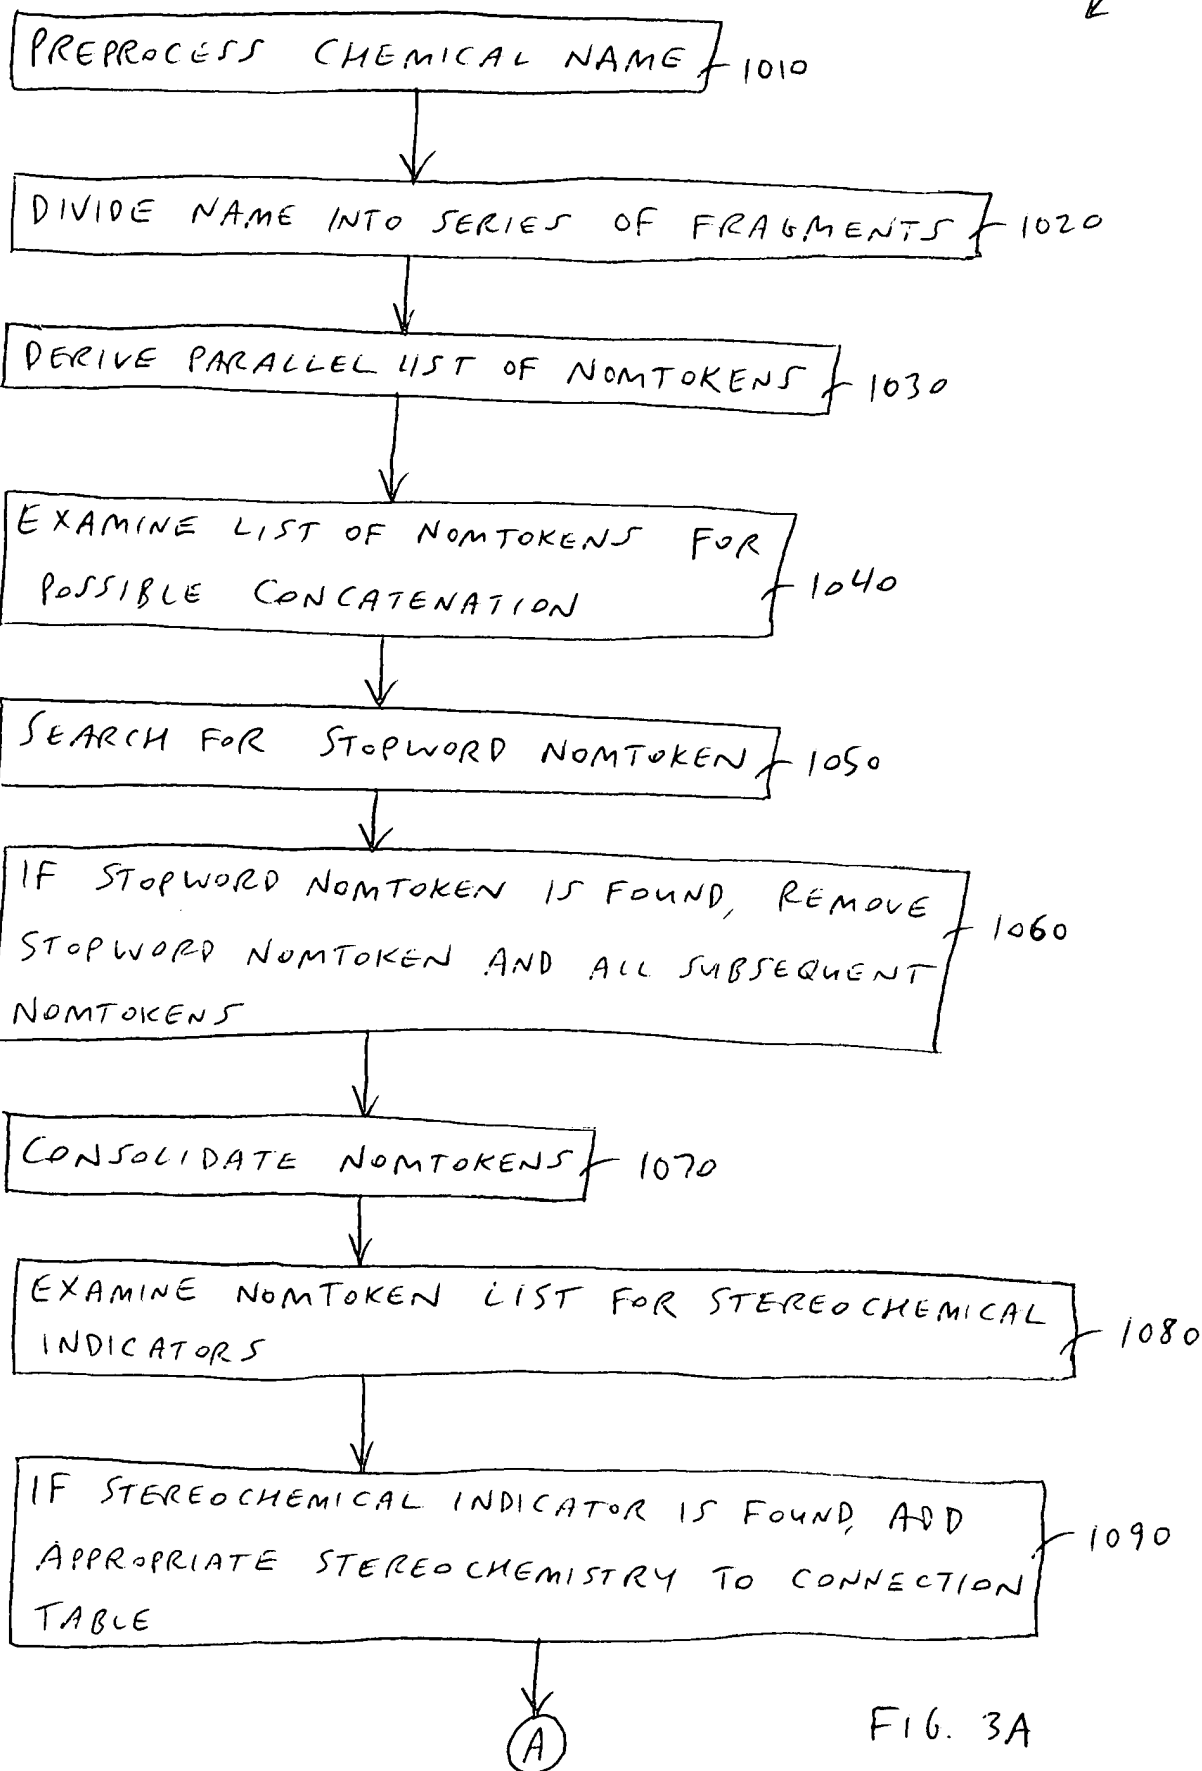 PREPROCESS CHEMICAL NAME 1010
DIVIDE NAME INTO SERIES OF FRAGMENTS 1020
DERIVE PARALLEL LIST OF NOMTOKENS 1030
EXAMINE LIST OF NOMTOKENS FOR
POSSIBLE CONCATENATION 1040
SEARCH FOR STOPWORD NOMTOKEN 1050
IF STOPWORD NOMTOKEN IS FOUND, REMOVE
STOPWORD NOMTOKEN AND ALL SUBSEQUENT 1060
NOMTOKENS
CONSOLIDATE NOMTOKENS 1070
EXAMINE NOMTOKEN LIST FOR STEREOCHEMICAL
INDICATORS 1080
IF STEREOCHEMICAL INDICATOR IS FOUND, ADD
APPROPRIATE STEREOCHEMISTRY TO CONNECTION 1090
TABLE
A
FIG. 3A